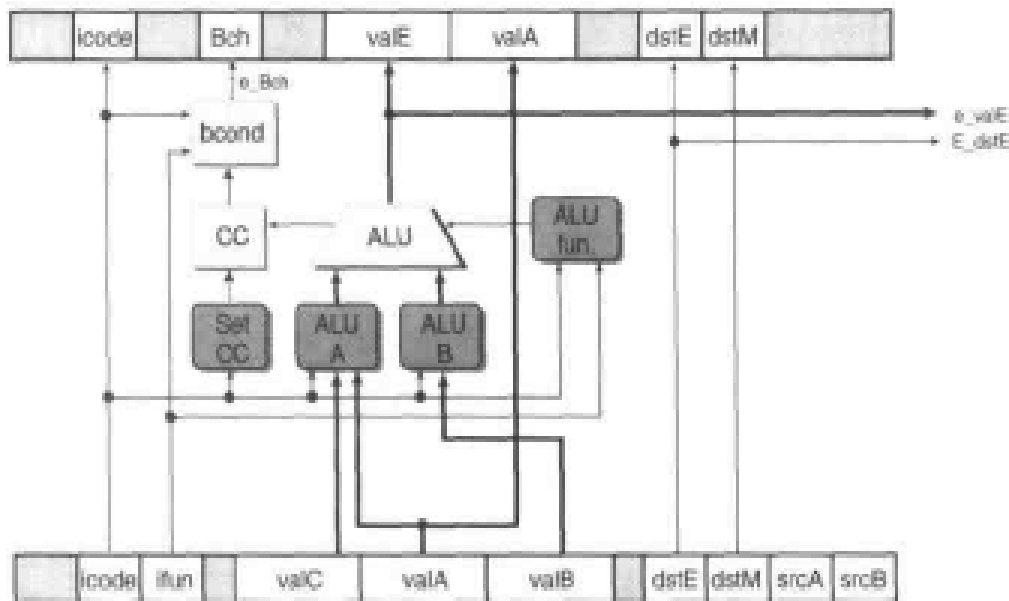 icode Bch valE valA dstE dstM
e_Bch
e_valE
bcond
E_dstE
CC ALU ALU
fun.
Set ALU ALU
CC A B
icode ifun valC valA valB dstE dstM srcA srcB